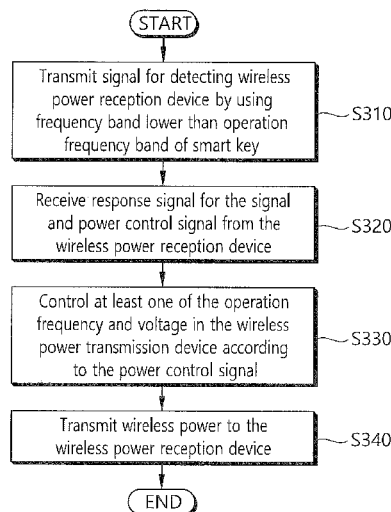 START
Transmit signal for detecting wireless
power reception device by using
frequency band lower than operation
frequency band of smart key
S310
Receive response signal for the signal
and power control signal from the
wireless power reception device
S320
Control at least one of the operation
frequency and voltage in the wireless
power transmission device according
to the power control signal
S330
Transmit wireless power to the
wireless power reception device
S340
END